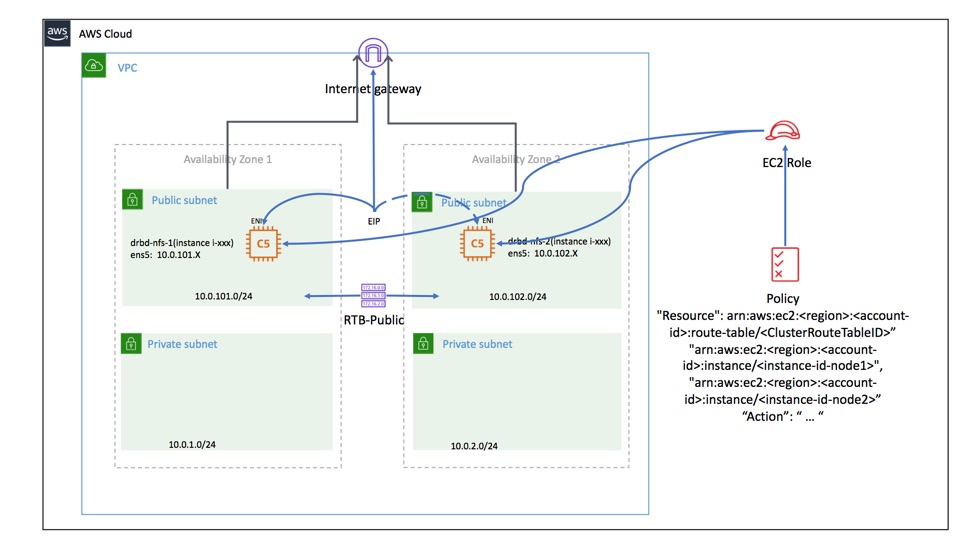 aws
AWS Cloud
VPC
Internet gateway
Availability Zone 1
Availability Zone 2
EC2 Role
Public subnet
Public subnet
ENI
EIP
ENI
C5
C5
drbd-nfs-1(instance i-xxx)
ens5: 10.0.101.X
drbd-nfs-2(instance i-xxx)
ens5: 10.0.102.X
10.0.101.0/24
172.16.0.0
172.16.1.0
172.16.2.0
10.0.102.0/24
RTB-Public
Policy
"Resource": arn:aws:ec2:<region>:<account-
id>:route-table/<ClusterRouteTableID>”
"arn:aws:ec2:<region>:<account-
id>:instance/<instance-id-node1>",
"arn:aws:ec2:<region>:<account-
id>:instance/<instance-id-node2>”
“Action”: “ ... “
Private subnet
Private subnet
10.0.1.0/24
10.0.2.0/24